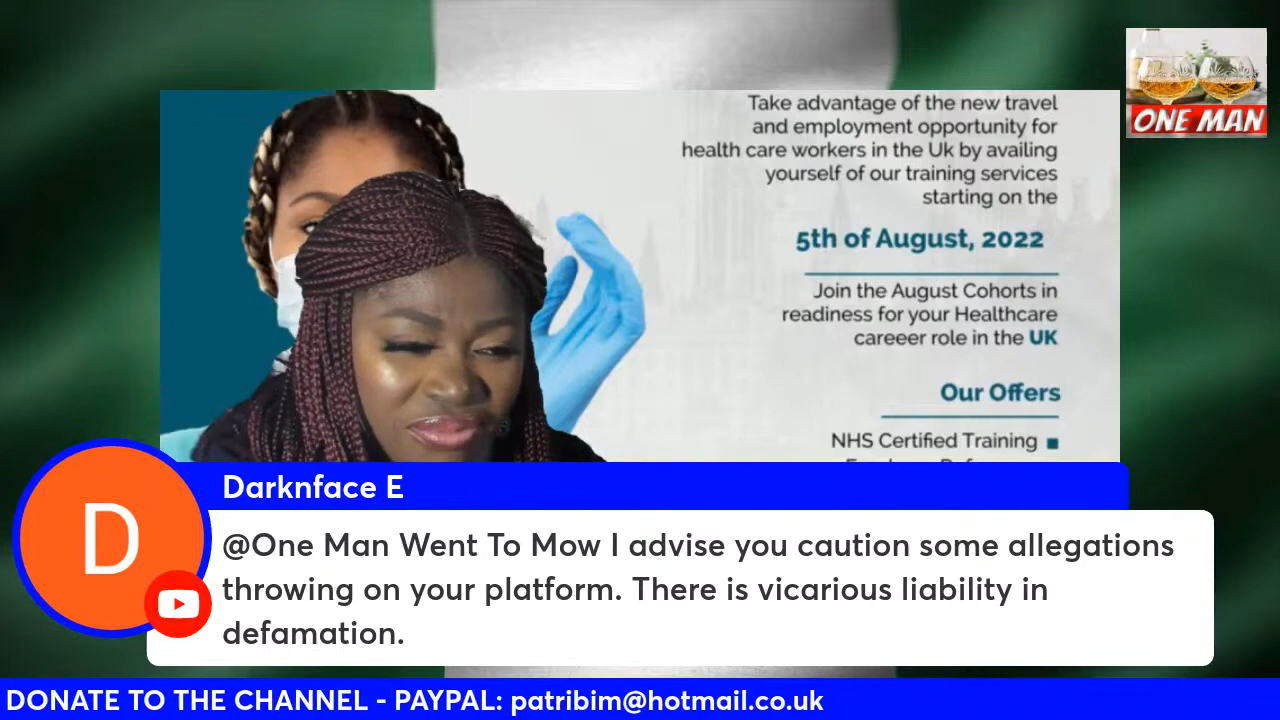 Take advantage of the new travel
and employment opportunity for
health care workers in the Uk by availing
yourself of our training services
starting on the
5th of August, 2022
Join the August Cohorts in
readiness for your Healthcare
careeer role in the UK
Our Offers
NHS Certified Training
ONE MAN
Darknface E
@One Man Went To Mow I advise you caution some allegations
throwing on your platform. There is vicarious liability in
defamation.
D
DONATE TO THE CHANNEL - PAYPAL: patribim@hotmail.co.uk